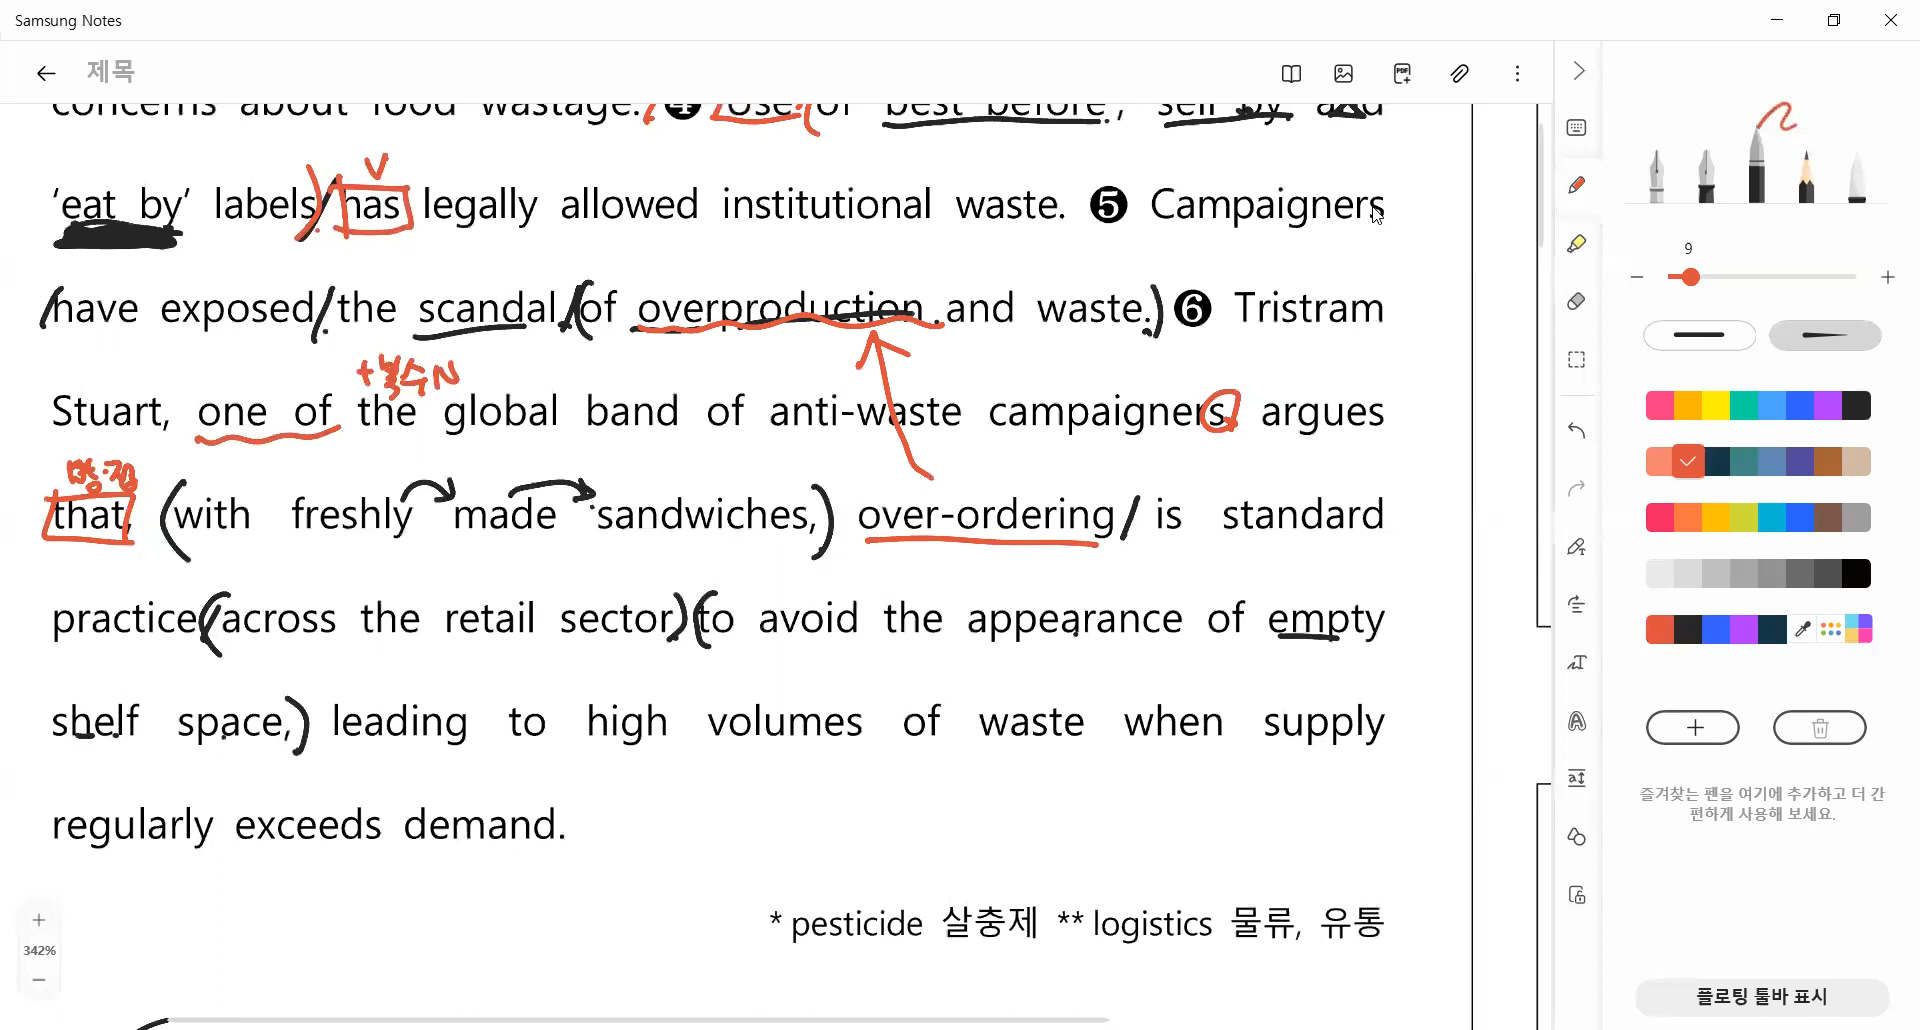 Samsung Notes
제목
concerns about food wastage. ❹ Use of 'best before', 'sell by' and
V
'eat by' labels has legally allowed institutional waste. ❺ Campaigners
have exposed the scandal of overproduction and waste. ❻ Tristram
+복수N
Stuart, one of the global band of anti-waste campaigners, argues
명·접
that, with freshly made sandwiches, over-ordering is standard
practice across the retail sector to avoid the appearance of empty
shelf space, leading to high volumes of waste when supply
regularly exceeds demand.
* pesticide 살충제 ** logistics 물류, 유통
342%
9
즐겨찾는 펜을 여기에 추가하고 더 간
편하게 사용해 보세요.
플로팅 툴바 표시